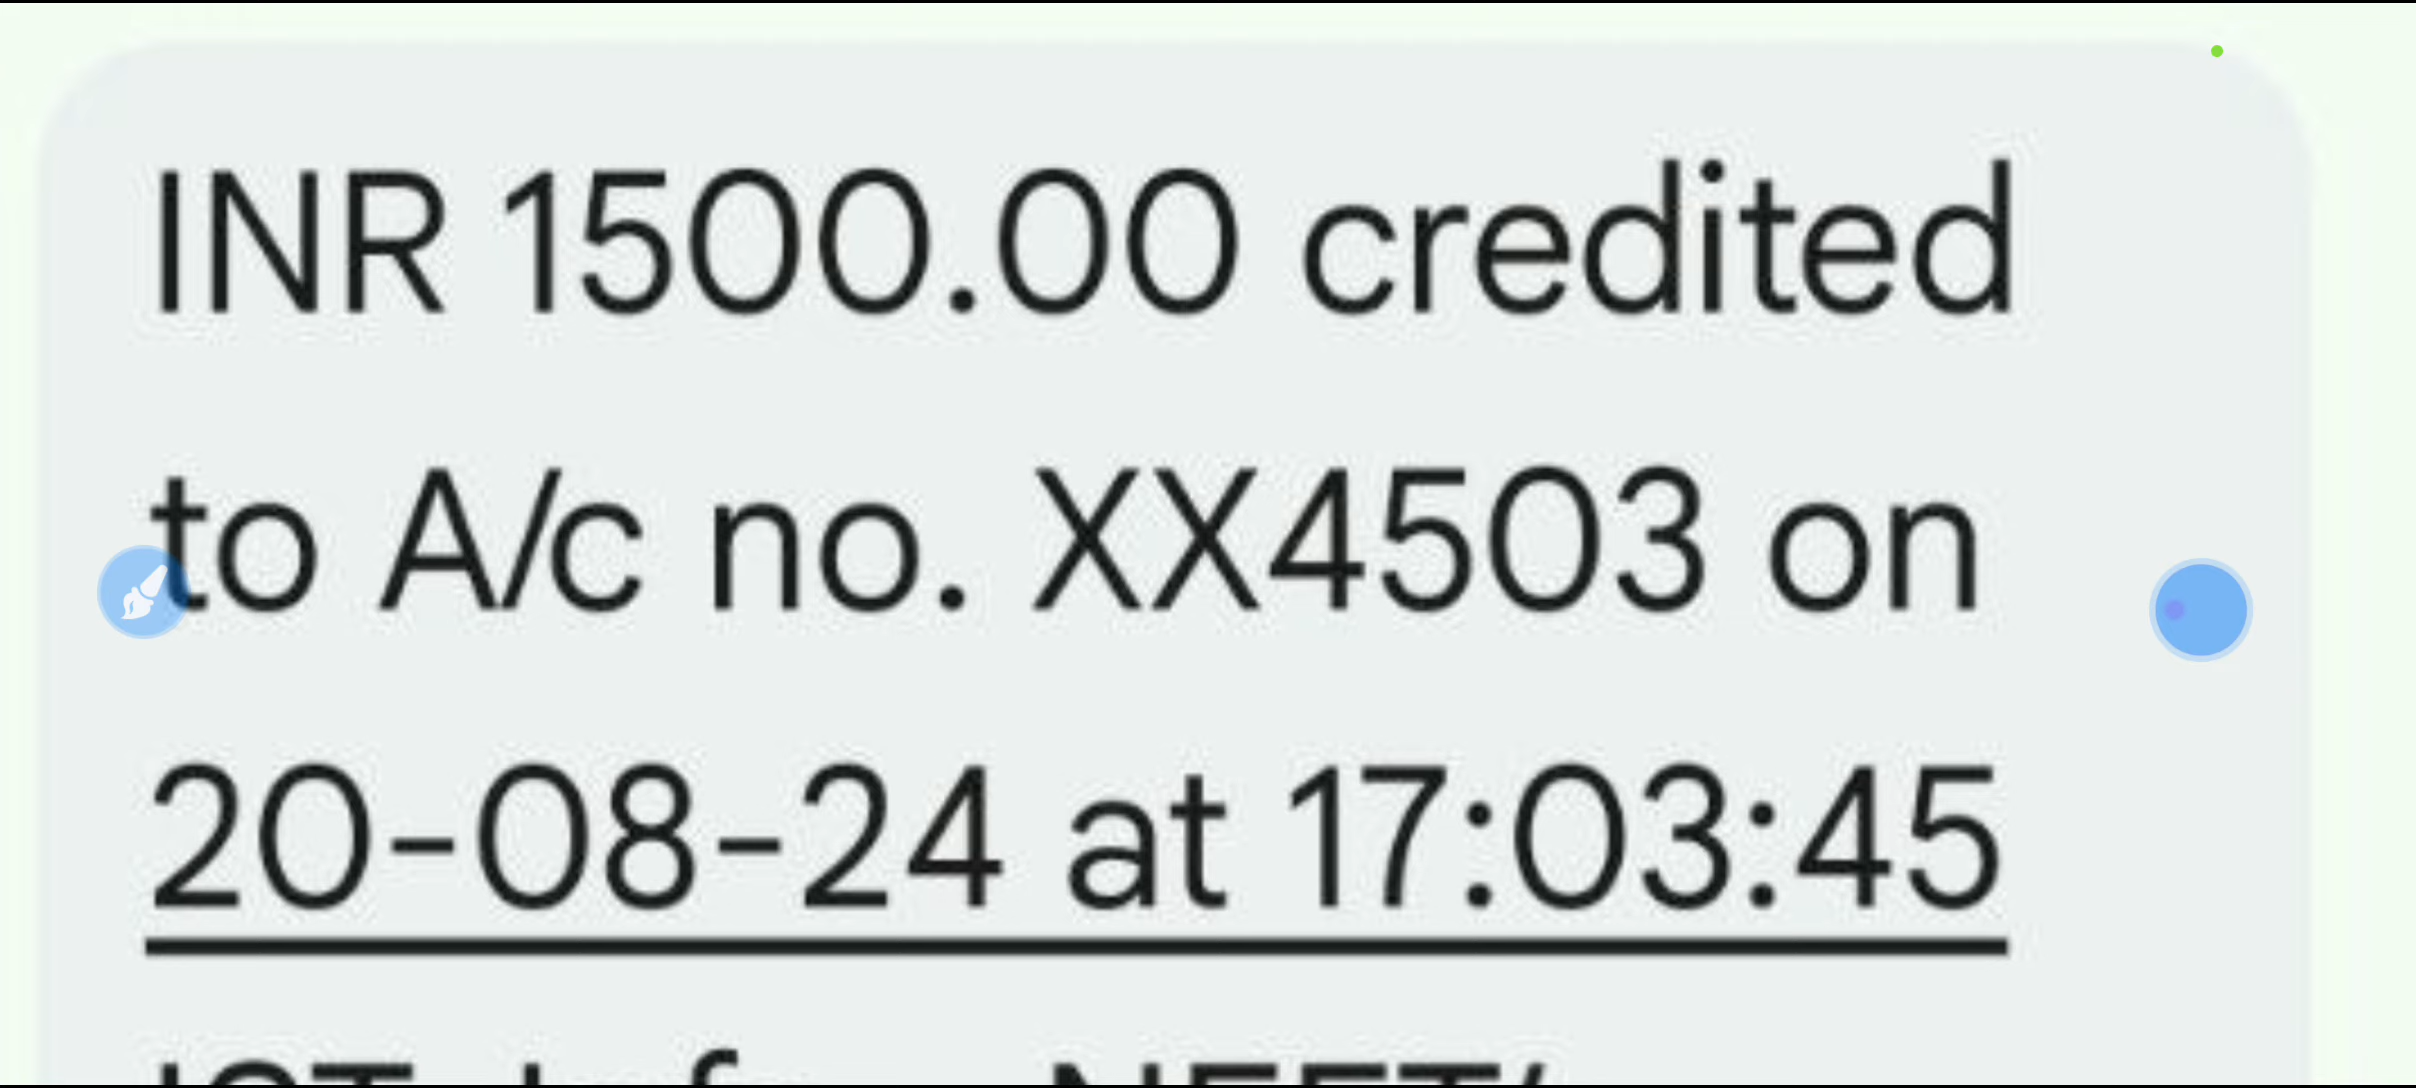 INR 1500.00 credited
to A/c no. XX4503 on
20-08-24 at 17:03:45